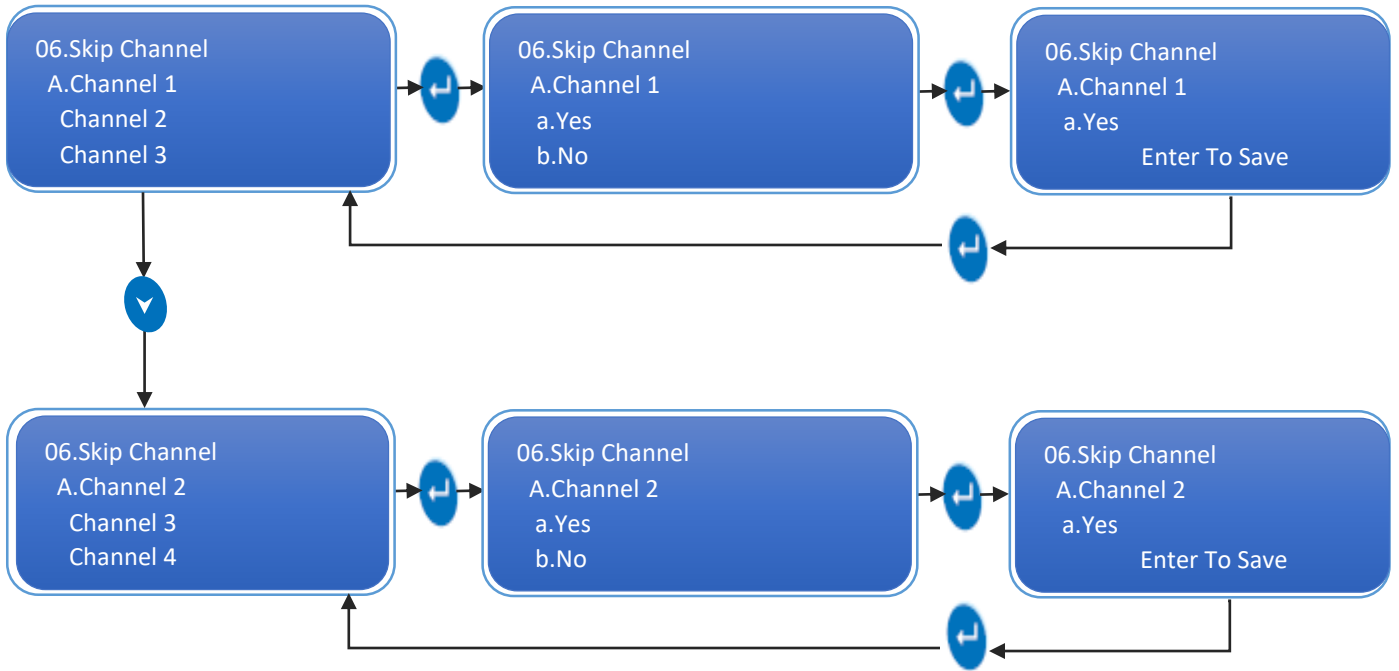 06.Skip Channel
A.Channel 1
Channel 2
Channel 3
06.Skip Channel
A.Channel 1
a.Yes
b.No
06.Skip Channel
A.Channel 1
a.Yes
Enter To Save
06.Skip Channel
A.Channel 2
Channel 3
Channel 4
06.Skip Channel
A.Channel 2
a.Yes
b.No
06.Skip Channel
A.Channel 2
a.Yes
Enter To Save